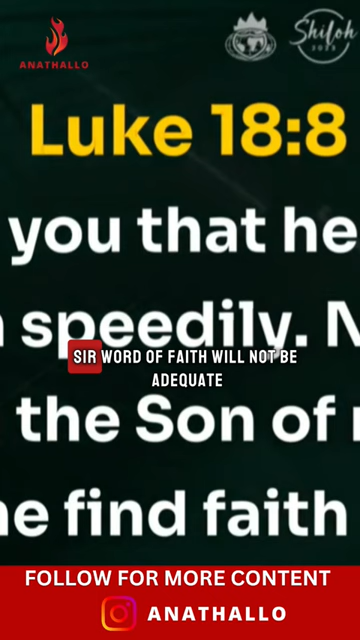 ANATHALLO
Shiloh
2023
Luke 18:8
you that he
speedily.
SIR WORD OF FAITH WILL NOT BE
ADEQUATE
the Son of
find faith
FOLLOW FOR MORE CONTENT
ANATHALLO